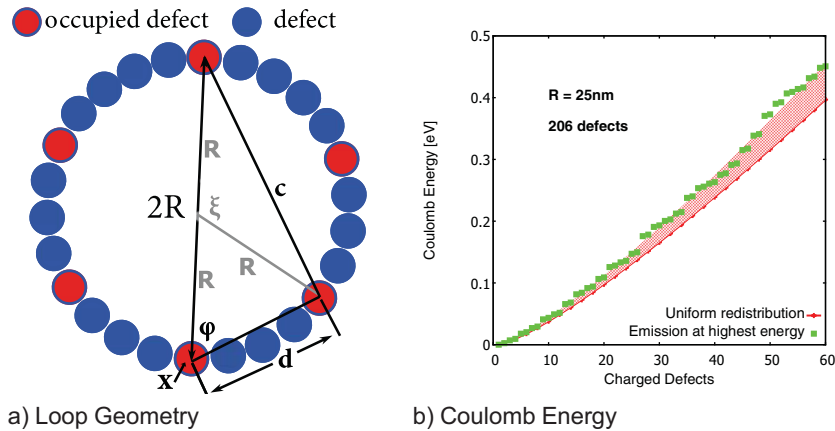 occupied defect
defect
R
c
2R
ξ
R
R
φ
d
x
a) Loop Geometry
0.5
0.4
0.3
0.2
0.1
0
Coulomb Energy [eV]
R = 25nm
206 defects
Uniform redistribution
Emission at highest energy
0
10
20
30
40
50
60
Charged Defects
b) Coulomb Energy